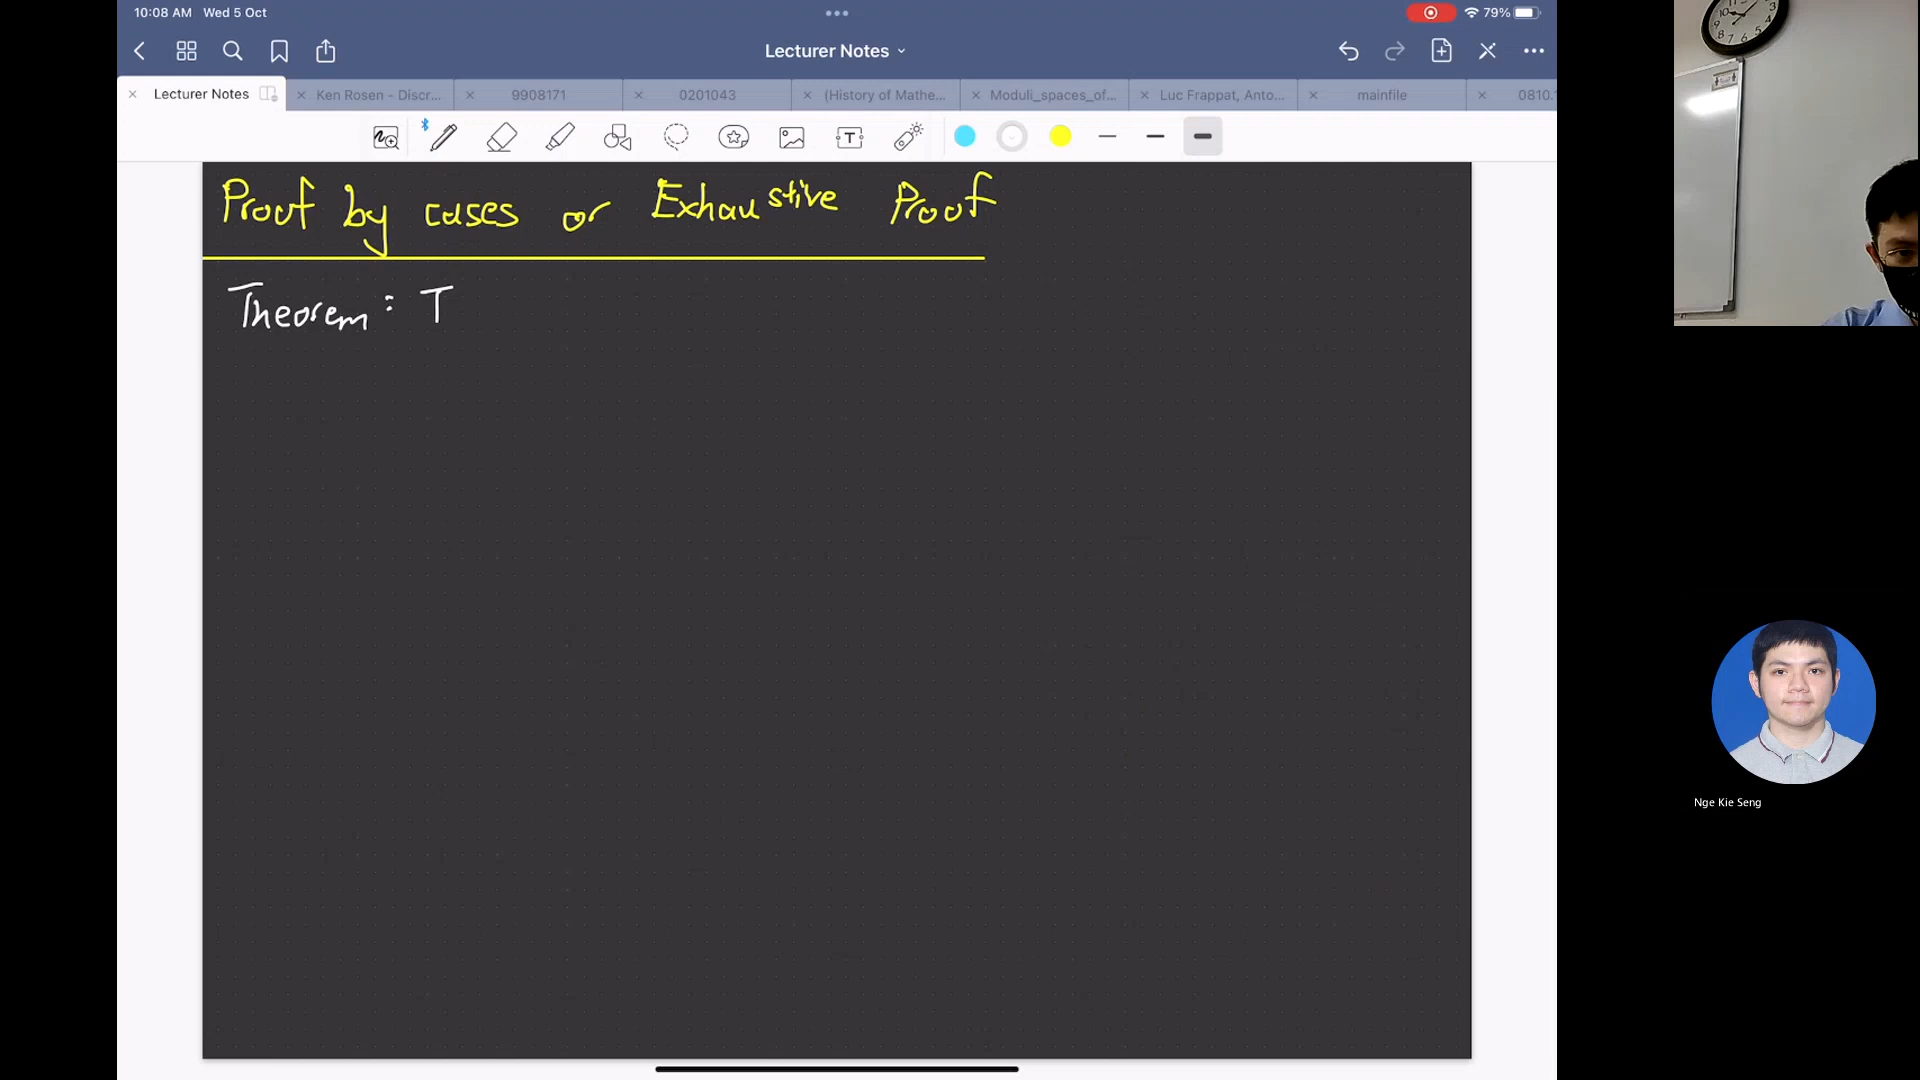 10:08 AM Wed 5 Oct
79%
Lecturer Notes
Lecturer Notes
Ken Rosen - Discr...
9908171
0201043
(History of Mathe...
Moduli_spaces_of...
Luc Frappat, Anto...
mainfile
0810.
T
Proof by cases or Exhaustive Proof
Theorem: T
Nge Kie Seng